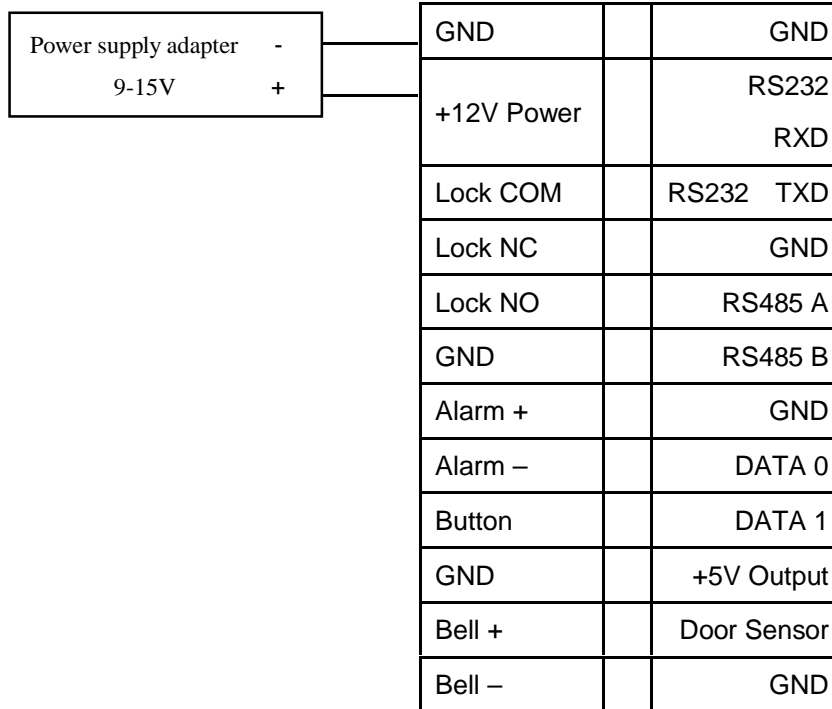 Power supply adapter -
9-15V +
GND GND
+12V Power RS232
RXD
Lock COM RS232 TXD
Lock NC GND
Lock NO RS485 A
GND RS485 B
Alarm + GND
Alarm – DATA 0
Button DATA 1
GND +5V Output
Bell + Door Sensor
Bell – GND